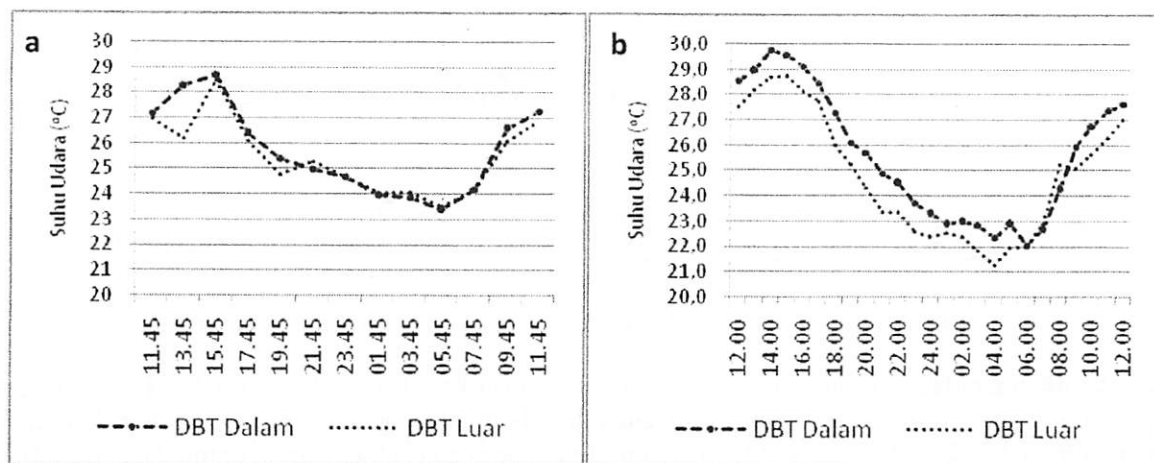 a
Suhu Udara (°C)
30
29
28
27
26
25
24
23
22
21
20
11.45 13.45 15.45 17.45 19.45 21.45 23.45 01.45 03.45 05.45 07.45 09.45 11.45
DBT Dalam DBT Luar
b
Suhu Udara (°C)
30,0
29,0
28,0
27,0
26,0
25,0
24,0
23,0
22,0
21,0
20,0
12.00 14.00 16.00 18.00 20.00 22.00 24.00 02.00 04.00 06.00 08.00 10.00 12.00
DBT Dalam DBT Luar